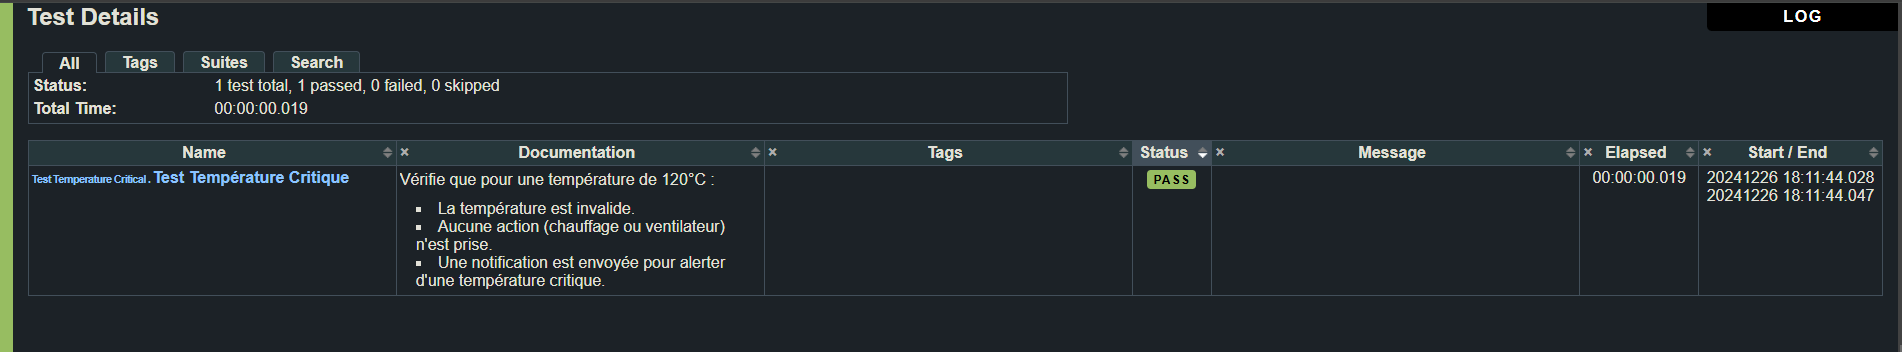 Test Details
LOG
All
Tags
Suites
Search
Status: 1 test total, 1 passed, 0 failed, 0 skipped
Total Time: 00:00:00.019
Name × Documentation × Tags Status × Message × Elapsed × Start / End
Test Temperature Critical . Test Température Critique
Vérifie que pour une température de 120°C :
▪ La température est invalide.
▪ Aucune action (chauffage ou ventilateur)
n'est prise.
▪ Une notification est envoyée pour alerter
d'une température critique.
PASS
00:00:00.019
20241226 18:11:44.028
20241226 18:11:44.047